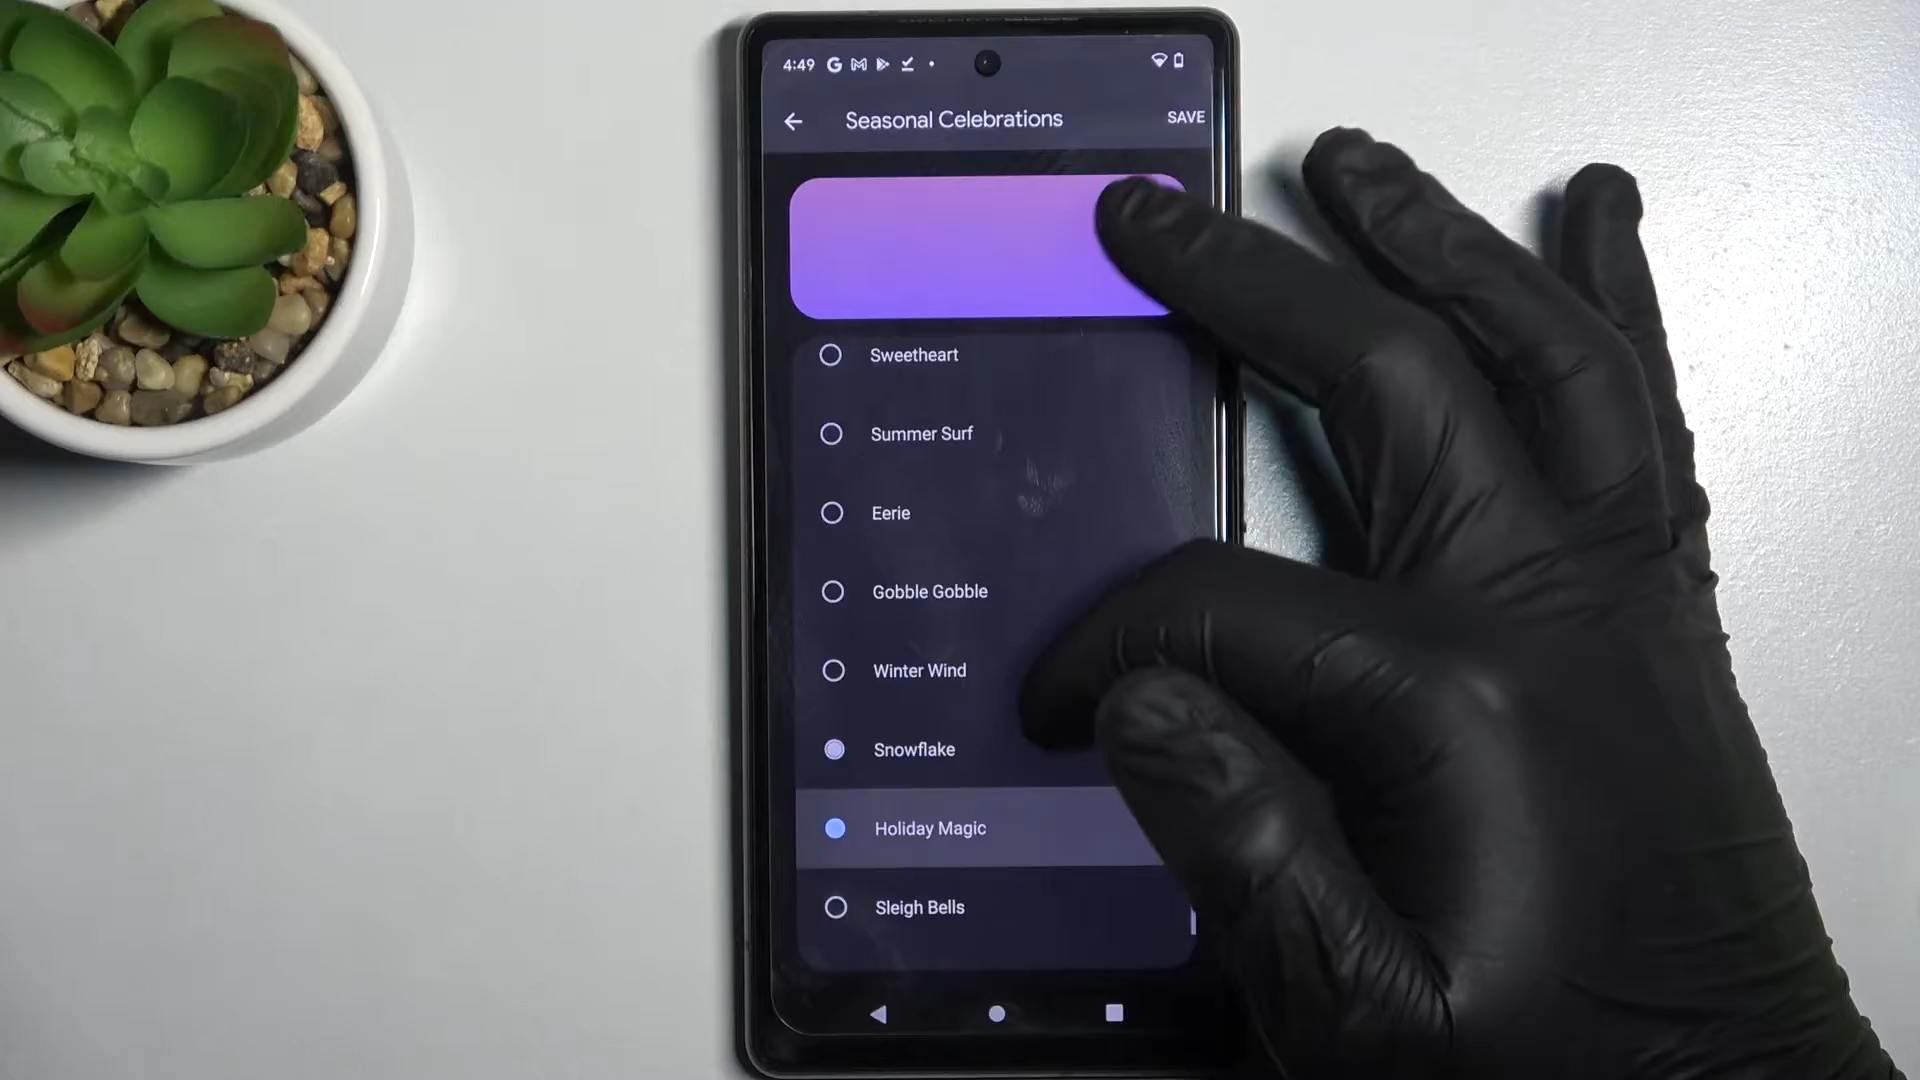 4:49
Seasonal Celebrations
SAVE
Sweetheart
Summer Surf
Eerie
Gobble Gobble
Winter Wind
Snowflake
Holiday Magic
Sleigh Bells